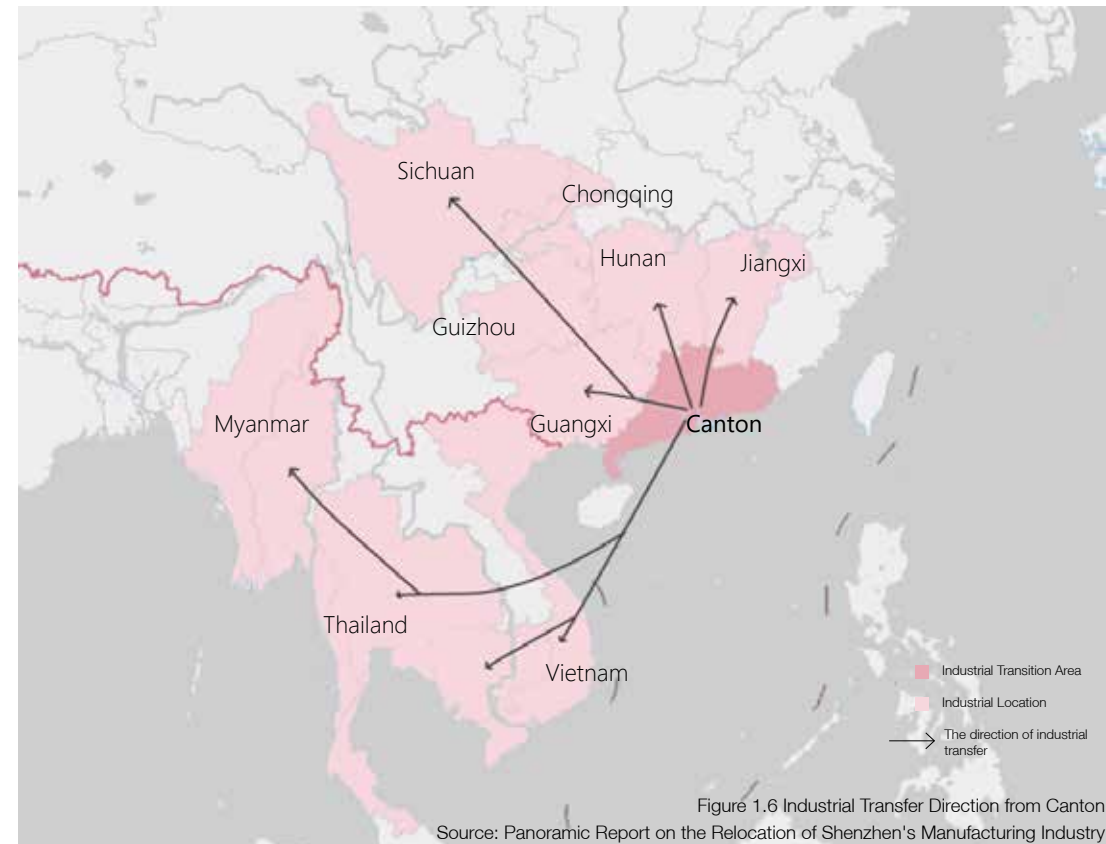 Sichuan
Chongqing
Hunan
Jiangxi
Guizhou
Myanmar
Guangxi
Canton
Thailand
Vietnam
Industrial Transition Area
Industrial Location
The direction of industrial
transfer
Figure 1.6 Industrial Transfer Direction from Canton
Source: Panoramic Report on the Relocation of Shenzhen's Manufacturing Industry